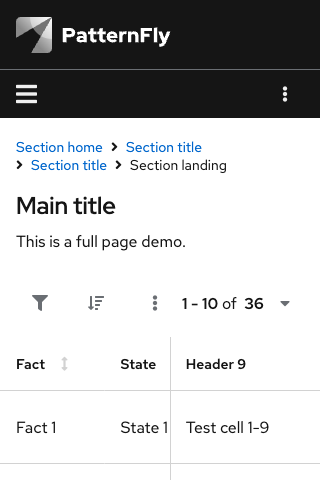 PatternFly
Section home > Section title
> Section title > Section landing
Main title
This is a full page demo.
1 - 10 of 36
Fact State Header 9
Fact 1 State 1 Test cell 1-9